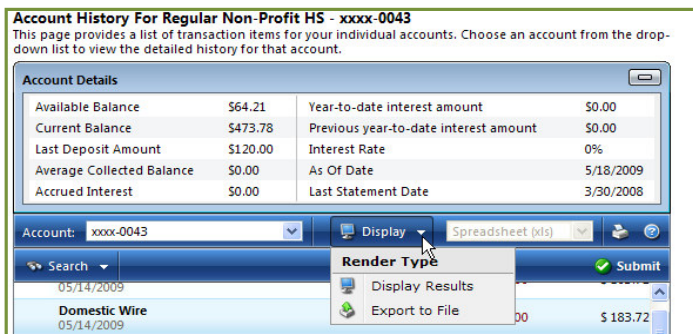 Account History For Regular Non-Profit HS - xxxx-0043
This page provides a list of transaction items for your individual accounts. Choose an account from the drop-
down list to view the detailed history for that account.
Account Details
Available Balance $64.21 Year-to-date interest amount $0.00
Current Balance $473.78 Previous year-to-date interest amount $0.00
Last Deposit Amount $120.00 Interest Rate 0%
Average Collected Balance $0.00 As Of Date 5/18/2009
Accrued Interest $0.00 Last Statement Date 3/30/2008
Account: xxxx-0043 Display Spreadsheet (xls)
Render Type
Search Submit
Display Results
05/14/2009
Export to File
Domestic Wire 00 $ 183.72
05/14/2009